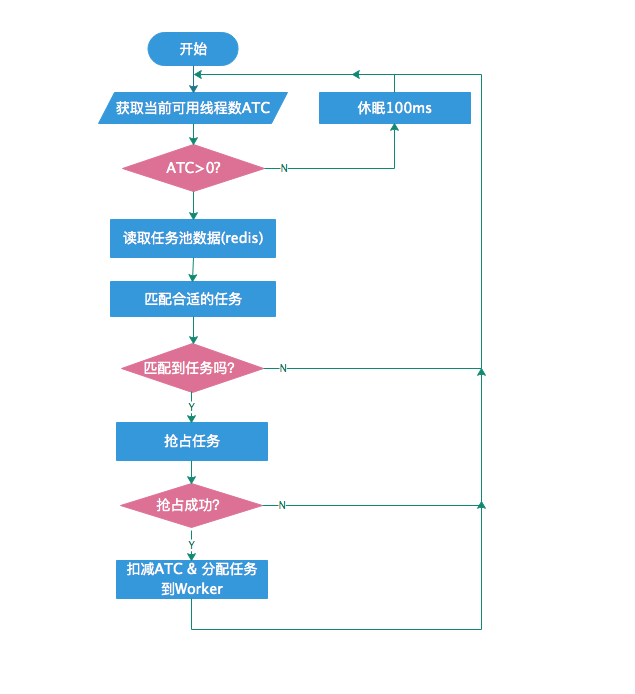 开始
获取当前可用线程数ATC
休眠100ms
ATC>0?
N
读取任务池数据(redis)
匹配合适的任务
匹配到任务吗?
N
Y
抢占任务
抢占成功?
N
Y
扣减ATC & 分配任务
到Worker